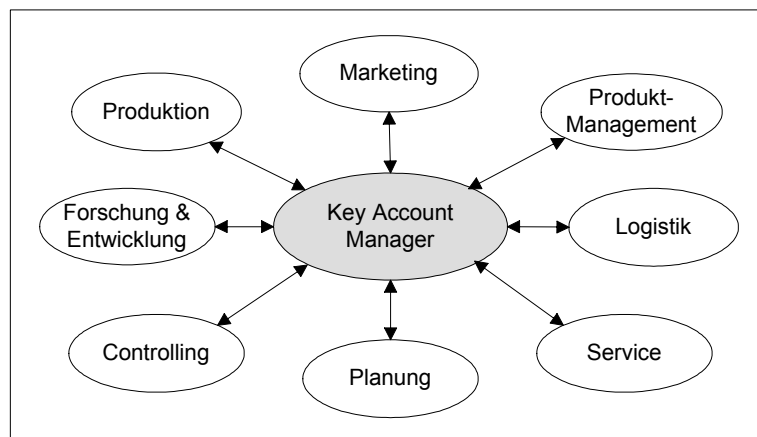 Marketing
Produktion
Produkt-
Management
Forschung &
Entwicklung
Key Account
Manager
Logistik
Controlling
Planung
Service